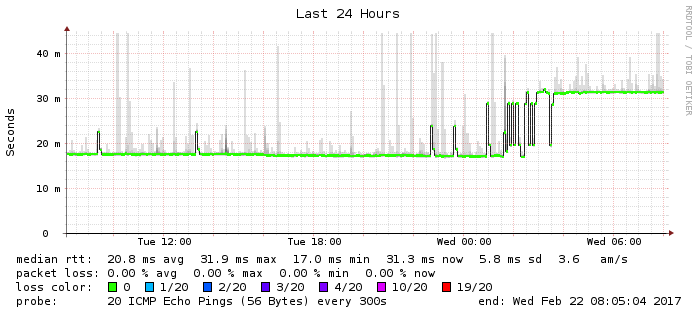 Last 24 Hours
RRDTOOL / TOBI OETIKER
Seconds
40 m
30 m
20 m
10 m
0
Tue 12:00 Tue 18:00 Wed 00:00 Wed 06:00
median rtt: 20.8 ms avg 31.9 ms max 17.0 ms min 31.3 ms now 5.8 ms sd 3.6 am/s
packet loss: 0.00 % avg 0.00 % max 0.00 % min 0.00 % now
loss color: 0 1/20 2/20 3/20 4/20 10/20 19/20
probe: 20 ICMP Echo Pings (56 Bytes) every 300s end: Wed Feb 22 08:05:04 2017